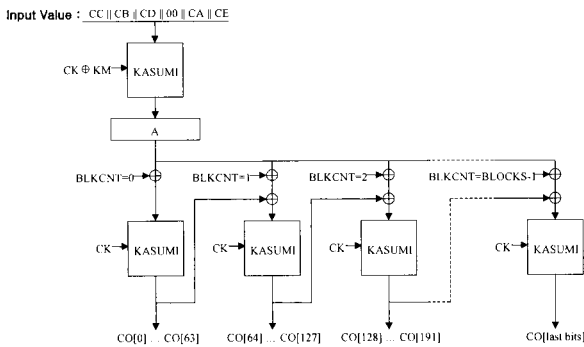 Input Value : CC || CB || CD || 00 || CA || CE
CK ⊕ KM
KASUMI
A
BLKCNT=0
BLKCNT=1
BLKCNT=2
BLKCNT=BLOCKS-1
CK
KASUMI
CK
KASUMI
CK
KASUMI
CK
KASUMI
CO[0] ... CO[63]
CO[64] ... CO[127]
CO[128} ... CO[191]
CO[last bits]